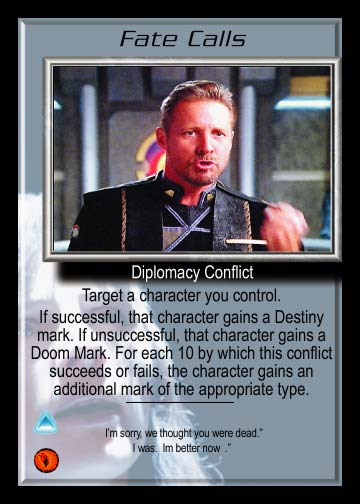 Fate Calls
Diplomacy Conflict
Target a character you control.
If successful, that character gains a Destiny
mark. If unsuccessful, that character gains a
Doom Mark. For each 10 by which this conflict
succeeds or fails, the character gains an
additional mark of the appropriate type.
I'm sorry, we thought you were dead."
I was.  Im better now  ."